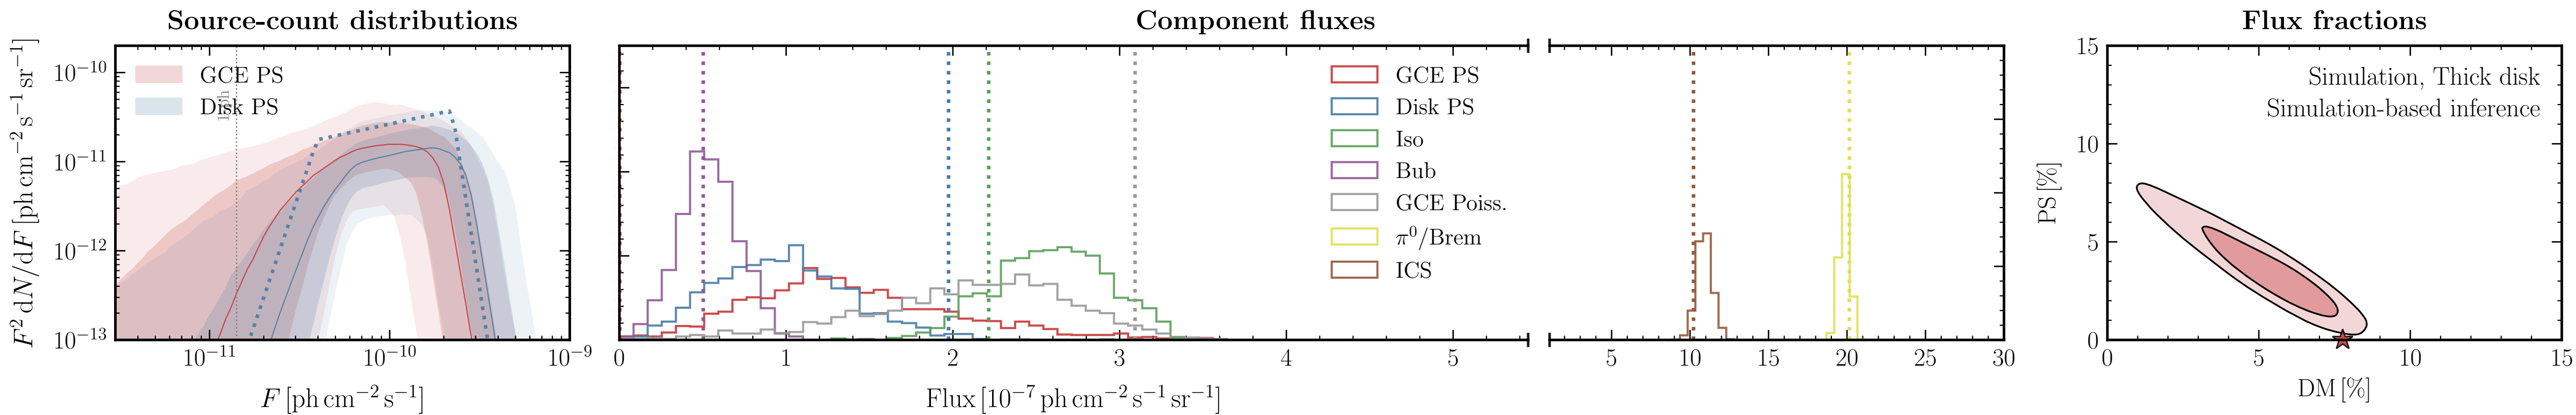 Source-count distributions
F² dN/dF [ph cm⁻² s⁻¹ sr⁻¹]
10⁻¹⁰
10⁻¹¹
10⁻¹²
10⁻¹³
GCE PS
Disk PS
10⁻¹¹ 10⁻¹⁰ 10⁻⁹
F [ph cm⁻² s⁻¹]
Component fluxes
GCE PS
Disk PS
Iso
Bub
GCE Poiss.
π⁰/Brem
ICS
0 1 2 3 4 5
5 10 15 20 25 30
Flux [10⁻⁷ ph cm⁻² s⁻¹ sr⁻¹]
Flux fractions
PS [%]
15
10
5
0
Simulation, Thick disk
Simulation-based inference
0 5 10 15
DM [%]